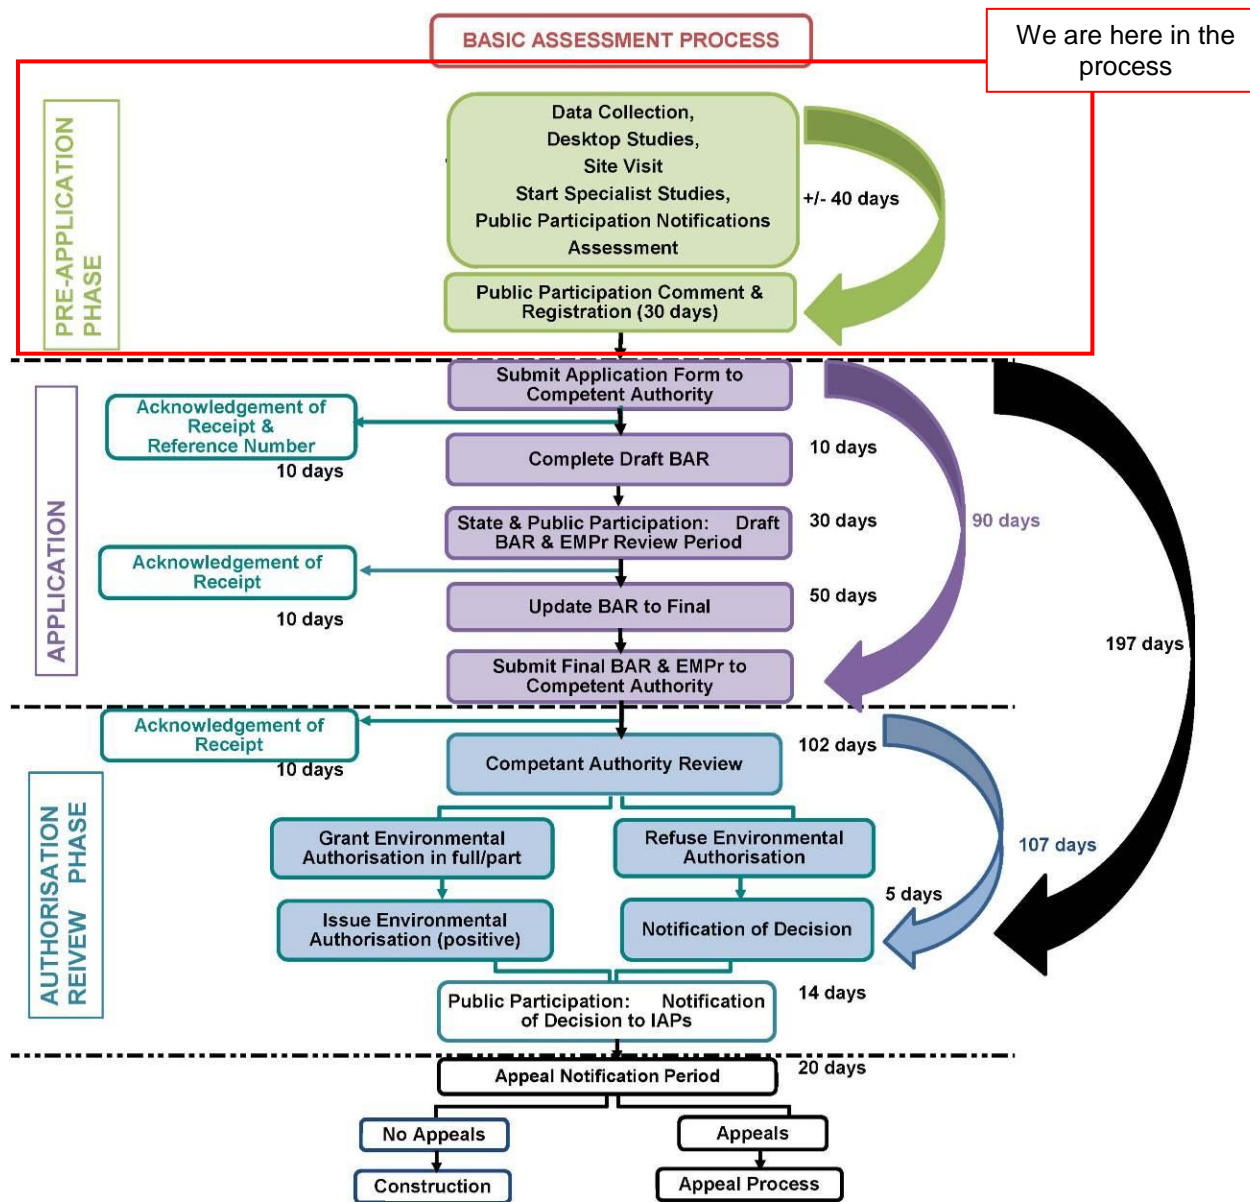 BASIC ASSESSMENT PROCESS
We are here in the
process
PRE-APPLICATION
PHASE
Data Collection,
Desktop Studies,
Site Visit
Start Specialist Studies,
Public Participation Notifications
Assessment
+/- 40 days
Public Participation Comment &
Registration (30 days)
APPLICATION
Submit Application Form to
Competent Authority
Acknowledgement of
Receipt &
Reference Number
10 days
Complete Draft BAR
10 days
State & Public Participation: Draft
BAR & EMPr Review Period
30 days
90 days
Acknowledgement of
Receipt
10 days
Update BAR to Final
50 days
Submit Final BAR & EMPr to
Competent Authority
197 days
AUTHORISATION
REIVEW PHASE
Acknowledgement of
Receipt
10 days
Competant Authority Review
102 days
Grant Environmental
Authorisation in full/part
Refuse Environmental
Authorisation
107 days
Issue Environmental
Authorisation (positive)
Notification of Decision
5 days
Public Participation: Notification
of Decision to IAPs
14 days
Appeal Notification Period
20 days
No Appeals
Appeals
Construction
Appeal Process